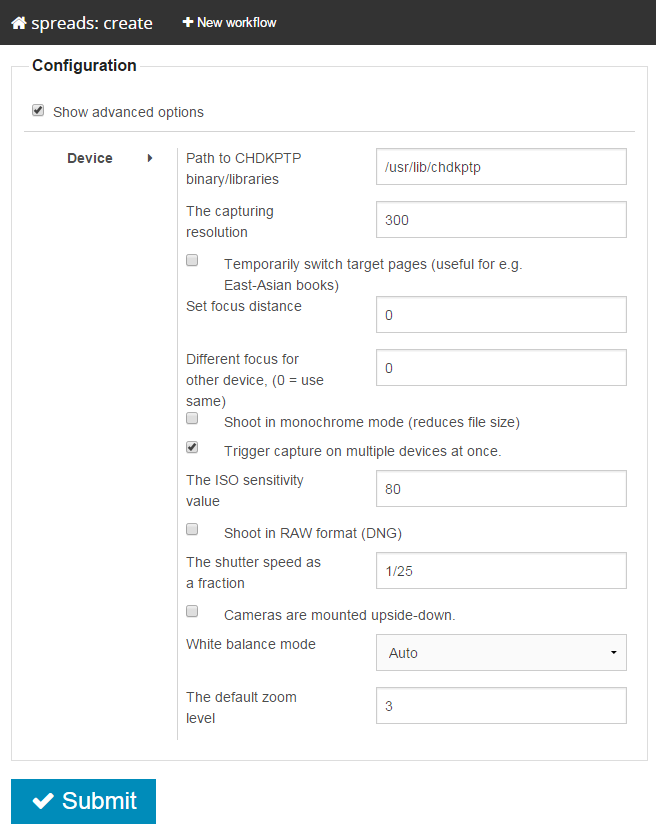 spreads: create
New workflow
Configuration
Show advanced options
Device
Path to CHDKPTP
binary/libraries
/usr/lib/chdkptp
The capturing
resolution
300
Temporarily switch target pages (useful for e.g.
East-Asian books)
Set focus distance
0
Different focus for
other device, (0 = use
same)
0
Shoot in monochrome mode (reduces file size)
Trigger capture on multiple devices at once.
The ISO sensitivity
value
80
Shoot in RAW format (DNG)
The shutter speed as
a fraction
1/25
Cameras are mounted upside-down.
White balance mode
Auto
The default zoom
level
3
Submit